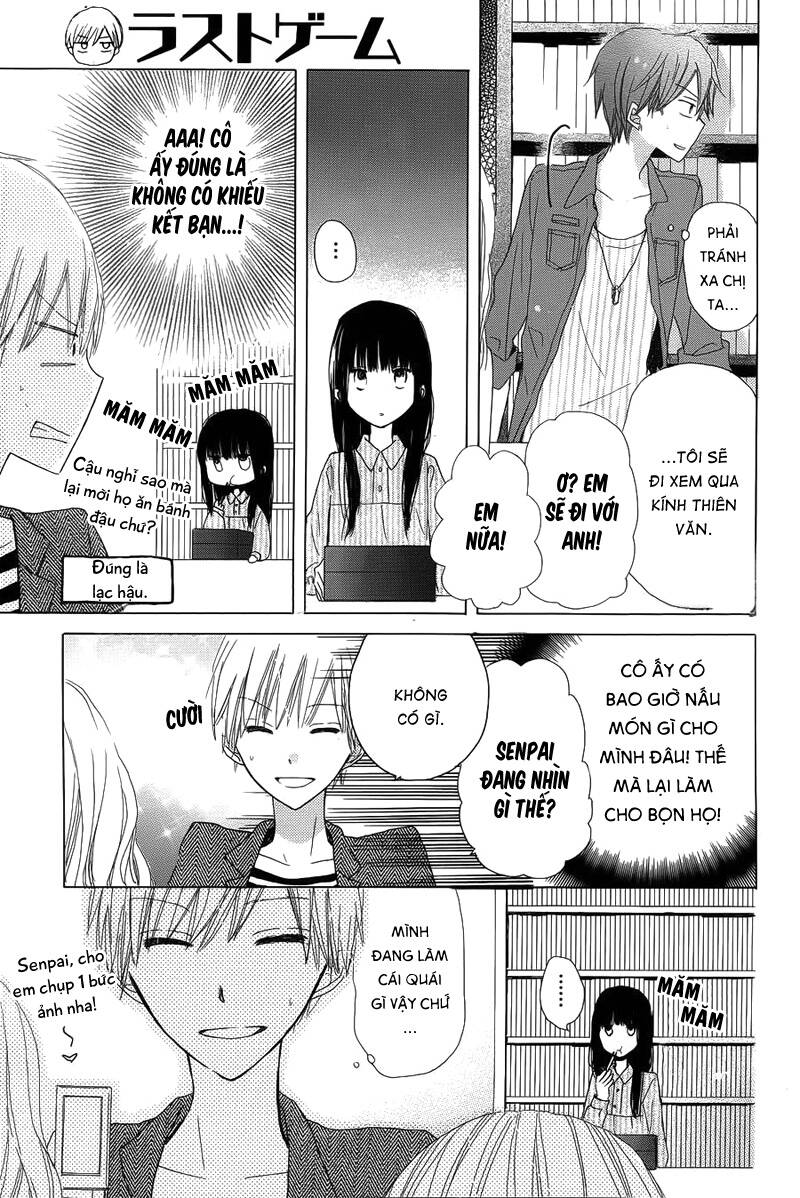 ラストゲーム
PHẢI
TRÁNH
XA CHỊ
TA...
...TÔI SẼ
ĐI XEM QUA
KÍNH THIÊN
VĂN.
Ơ? EM
SẼ ĐI VỚI
ANH!
EM
NỮA!
...
AAA! CÔ
ẤY ĐÚNG LÀ
KHÔNG CÓ KHIẾU
KẾT BẠN...!
MĂM MĂM
MĂM MĂM
Cậu nghĩ sao mà
lại mời họ ăn bánh
đậu chứ?
Đúng là
lạc hậu.
CÔ ẤY CÓ
BAO GIỜ NẤU
MÓN GÌ CHO
MÌNH ĐÂU! THẾ
MÀ LẠI LÀM
CHO BỌN HỌ!
SENPAI
ĐANG NHÌN
GÌ THẾ?
KHÔNG
CÓ GÌ.
CƯỜI
......
MĂM
MĂM
MÌNH
ĐANG LÀM
CÁI QUÁI
GÌ VẬY CHỨ
...
Senpai, cho
em chụp 1 bức
ảnh nha!